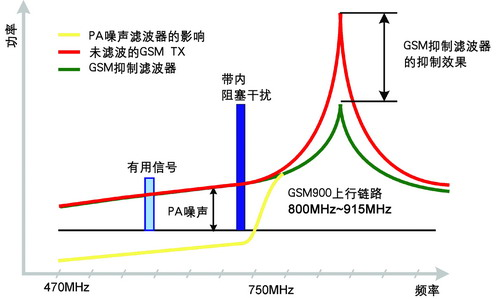 功率
PA噪声滤波器的影响
未滤波的GSM TX
GSM抑制滤波器
带内
阻塞干扰
GSM抑制滤波器
的抑制效果
有用信号
PA噪声
GSM900上行链路
800MHz~915MHz
470MHz
750MHz
频率